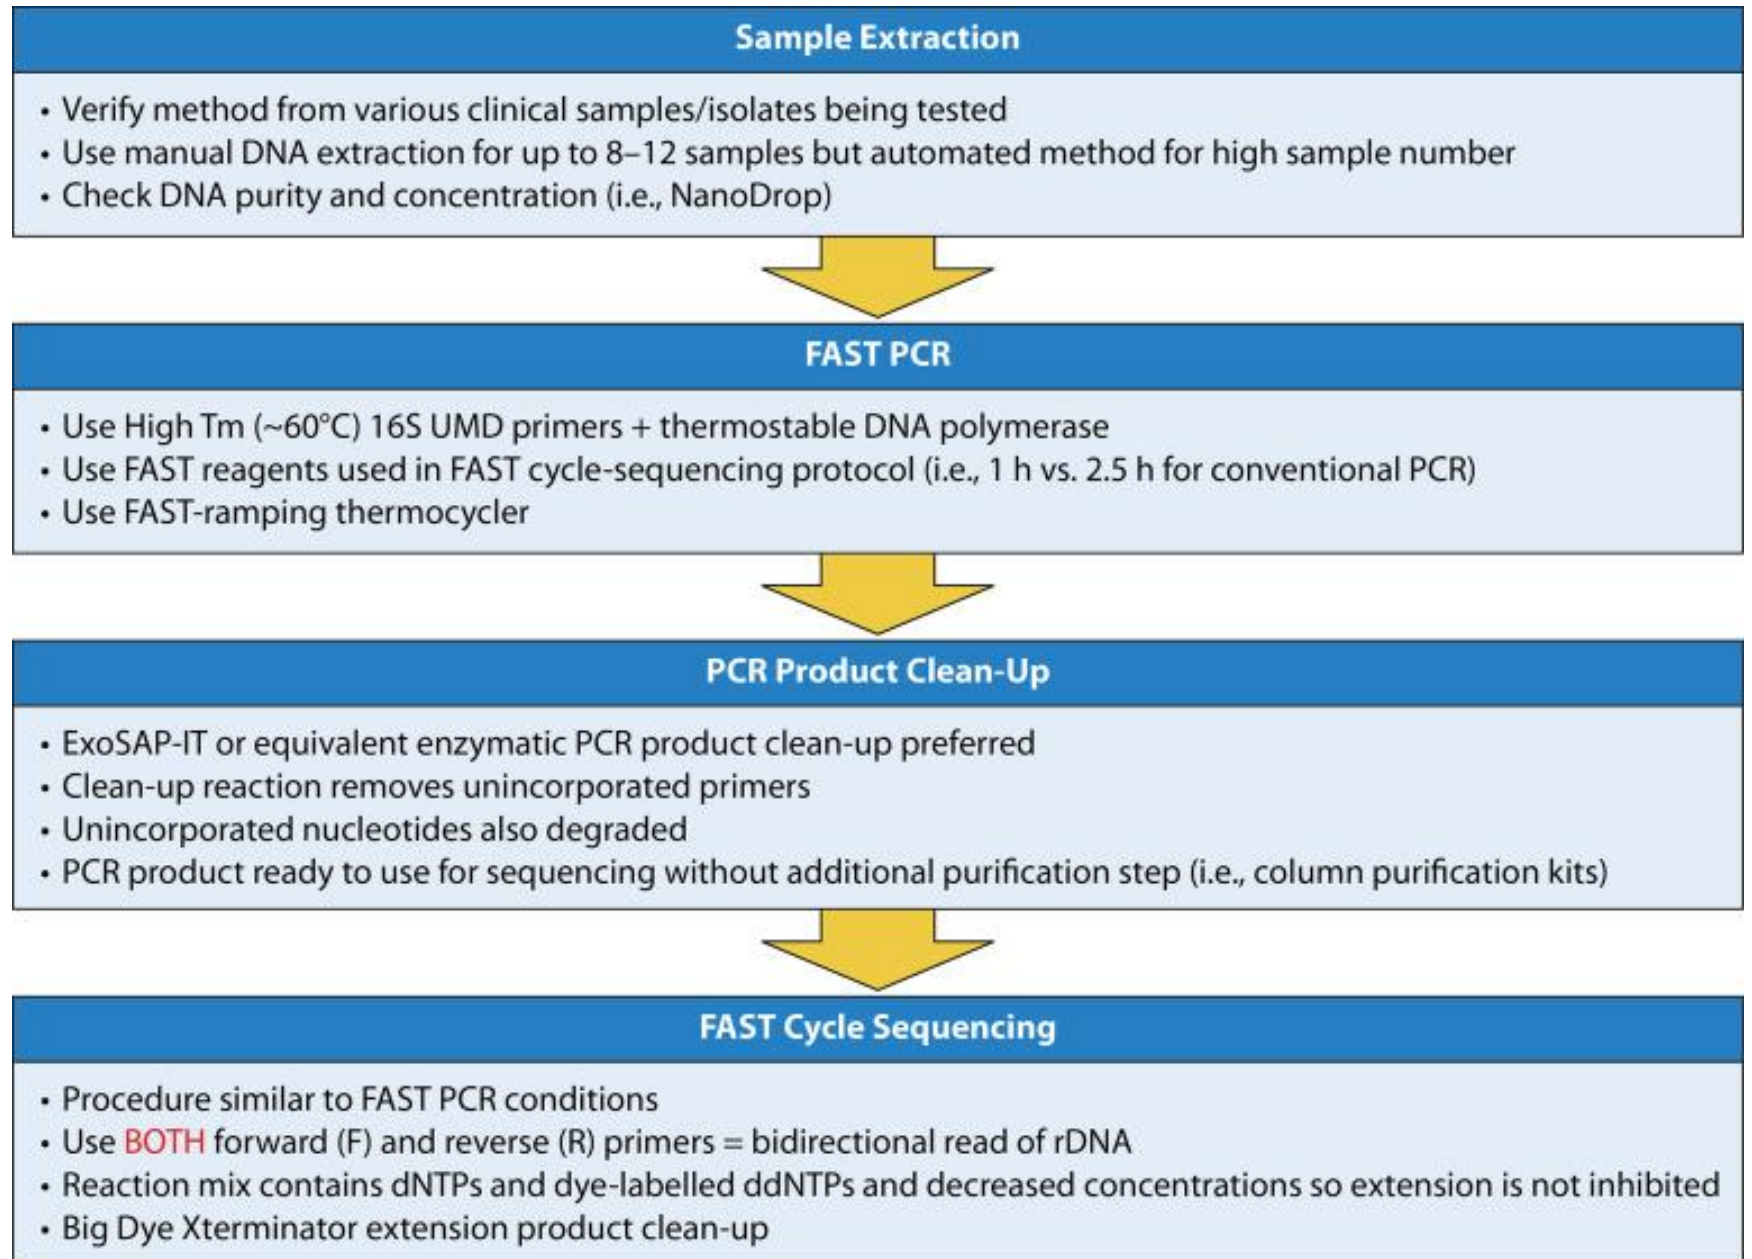 Sample Extraction
• Verify method from various clinical samples/isolates being tested
• Use manual DNA extraction for up to 8–12 samples but automated method for high sample number
• Check DNA purity and concentration (i.e., NanoDrop)
FAST PCR
• Use High Tm (~60°C) 16S UMD primers + thermostable DNA polymerase
• Use FAST reagents used in FAST cycle-sequencing protocol (i.e., 1 h vs. 2.5 h for conventional PCR)
• Use FAST-ramping thermocycler
PCR Product Clean-Up
• ExoSAP-IT or equivalent enzymatic PCR product clean-up preferred
• Clean-up reaction removes unincorporated primers
• Unincorporated nucleotides also degraded
• PCR product ready to use for sequencing without additional purification step (i.e., column purification kits)
FAST Cycle Sequencing
• Procedure similar to FAST PCR conditions
• Use BOTH forward (F) and reverse (R) primers = bidirectional read of rDNA
• Reaction mix contains dNTPs and dye-labelled ddNTPs and decreased concentrations so extension is not inhibited
• Big Dye Xterminator extension product clean-up